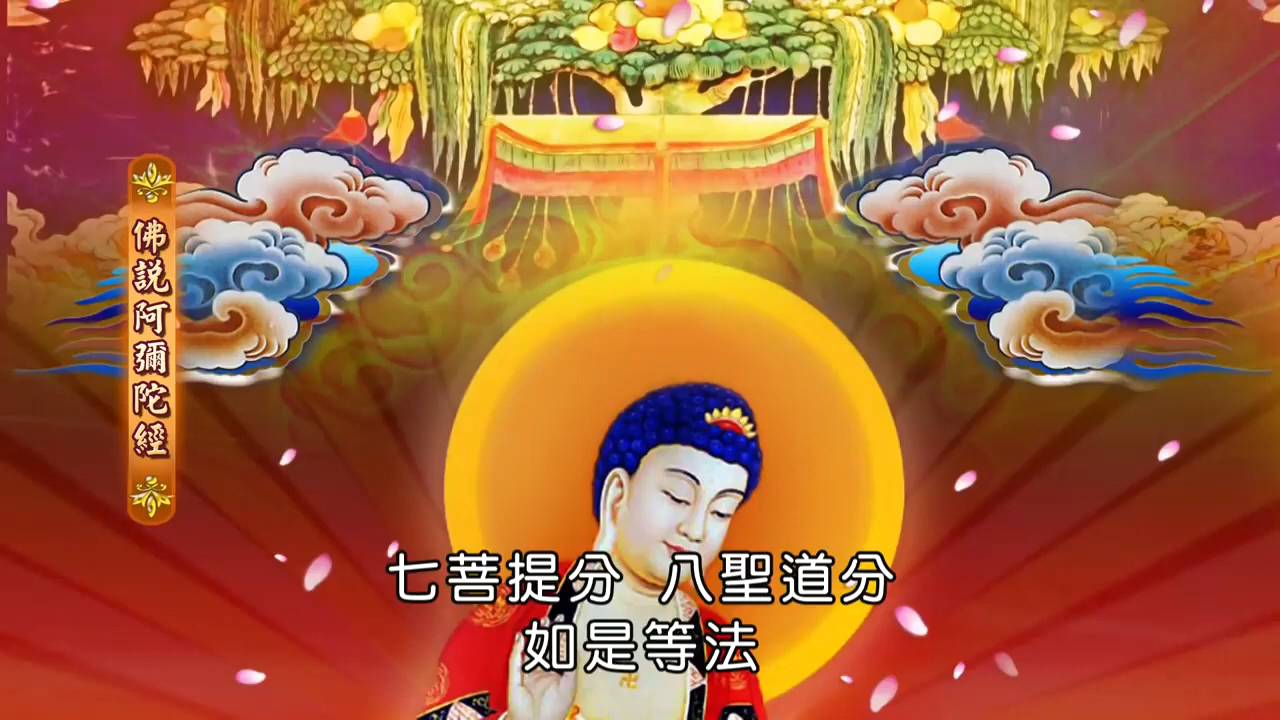 佛說阿彌陀經
七菩提分 八聖道分
如是等法